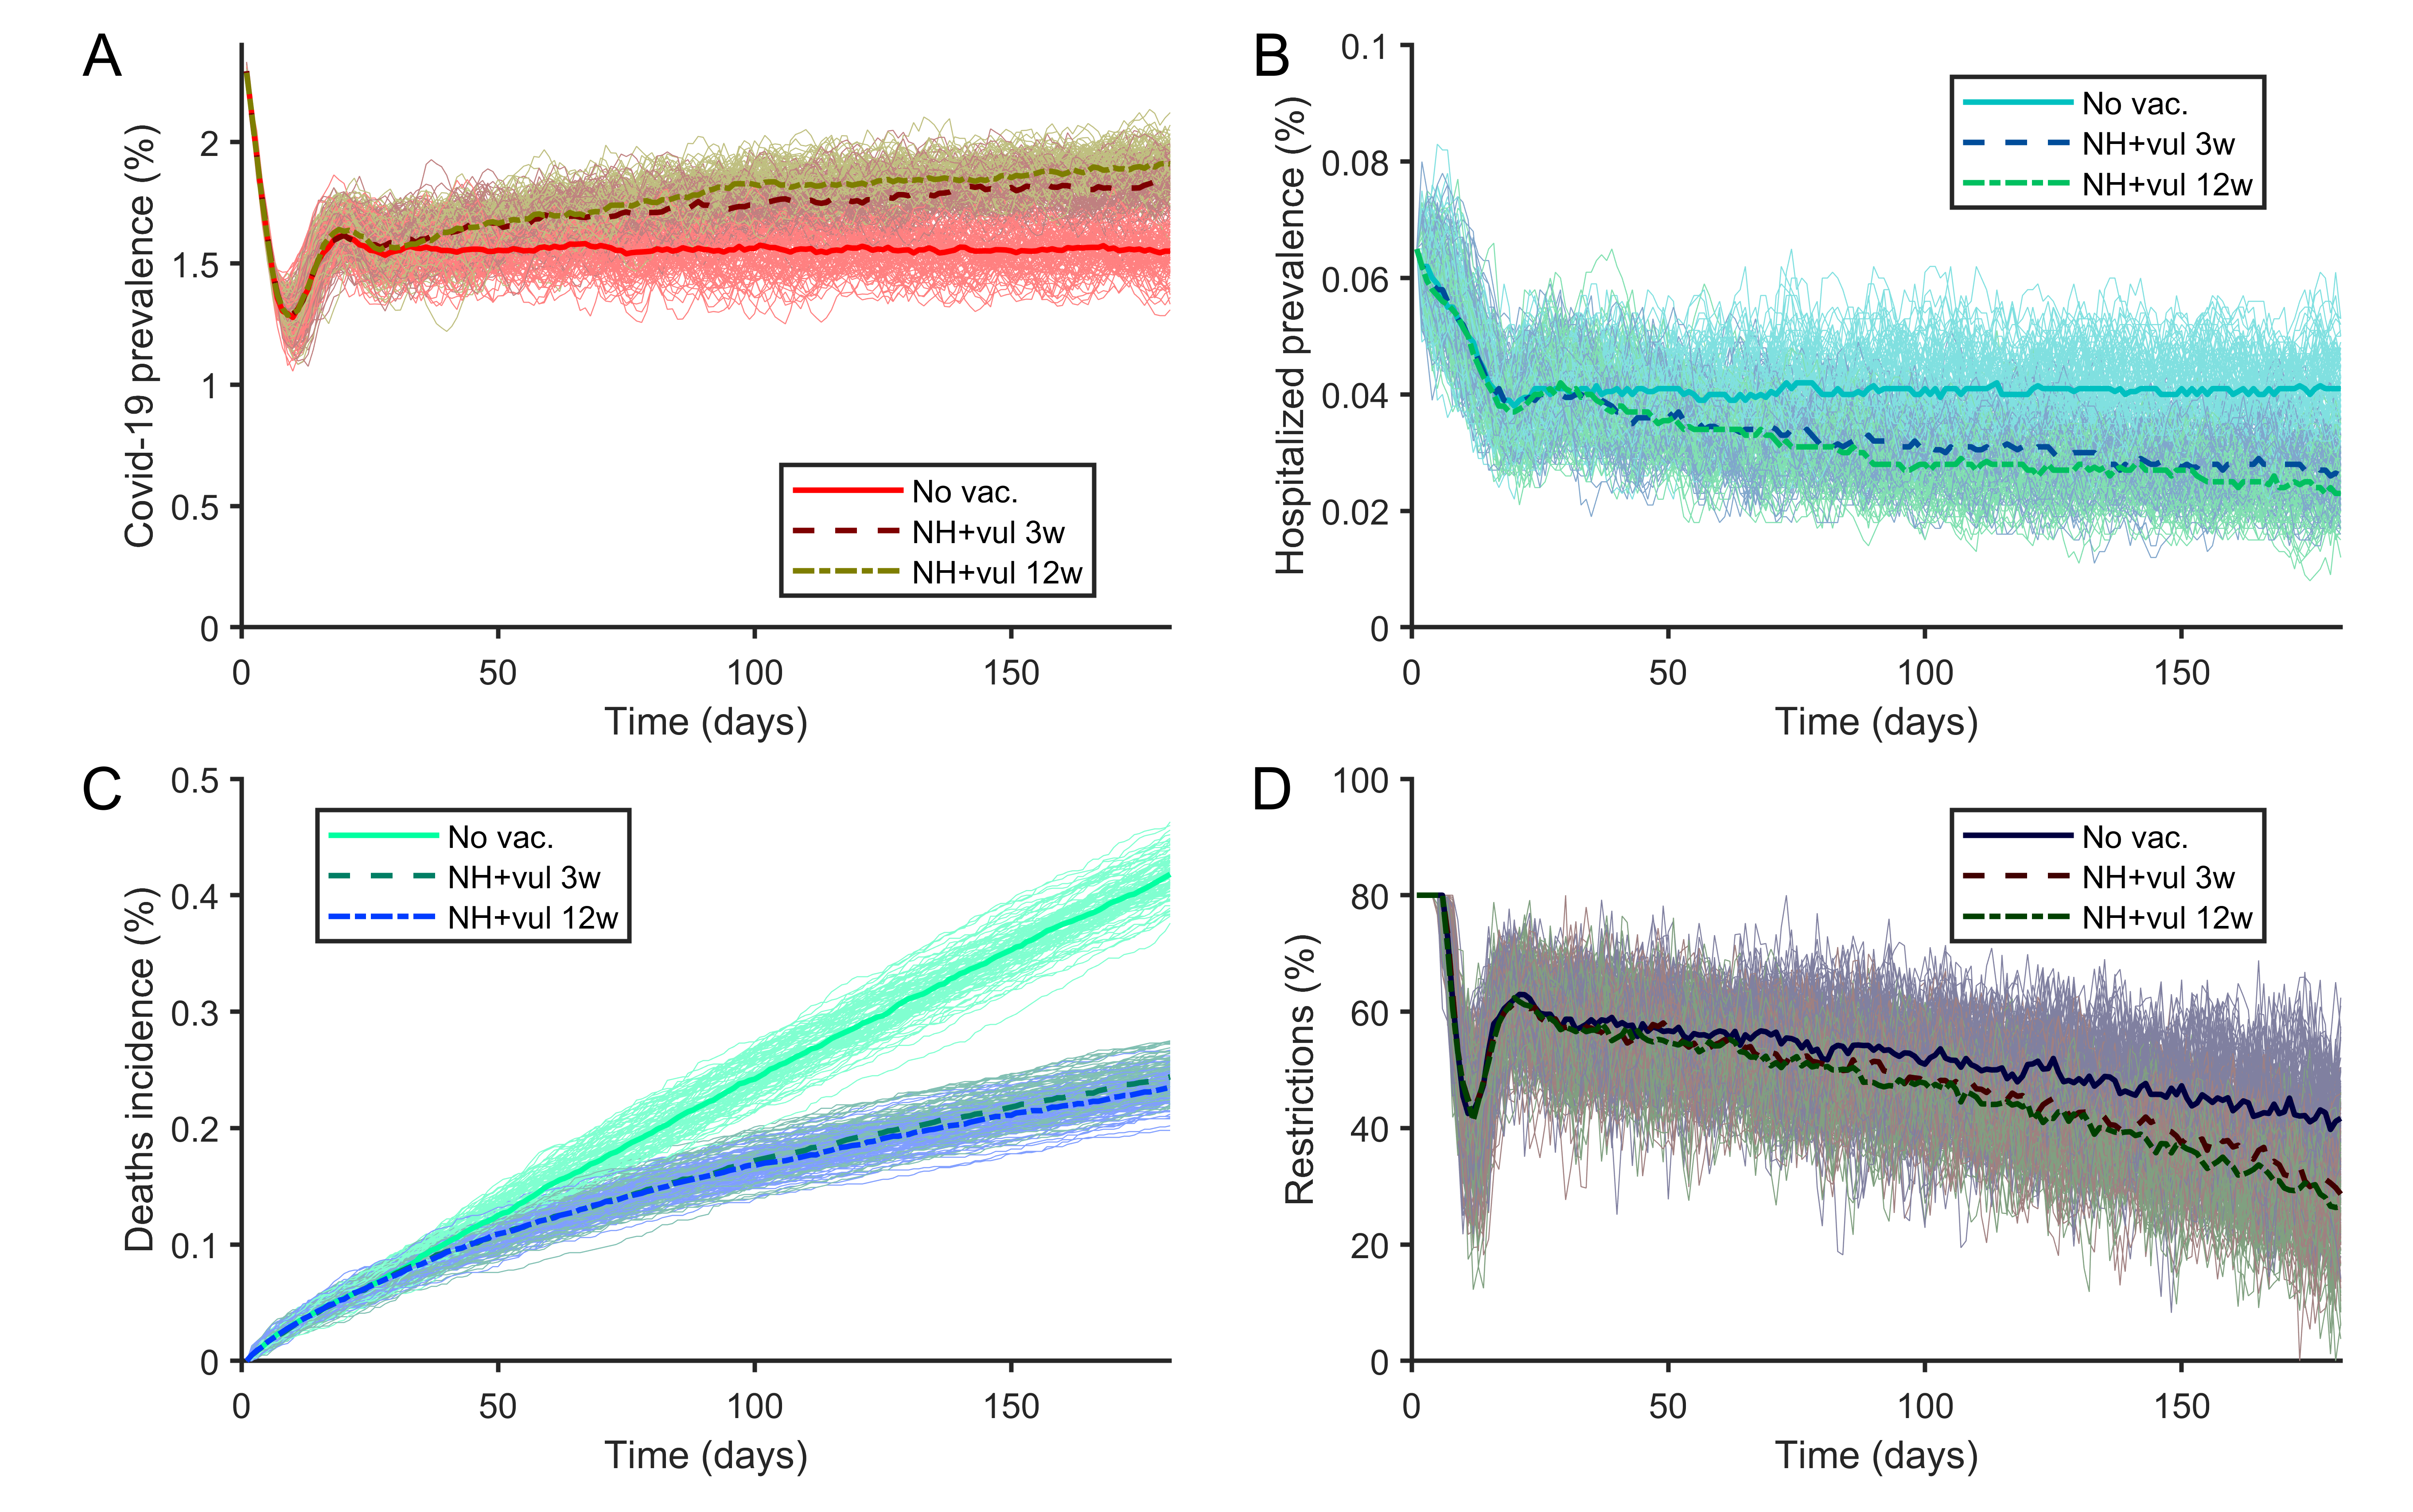 A
Covid-19 prevalence (%)
2
1.5
1
0.5
0
0
50
100
150
Time (days)
No vac.
NH+vul 3w
NH+vul 12w
B
Hospitalized prevalence (%)
0.1
0.08
0.06
0.04
0.02
0
0
50
100
150
Time (days)
No vac.
NH+vul 3w
NH+vul 12w
C
Deaths incidence (%)
0.5
0.4
0.3
0.2
0.1
0
0
50
100
150
Time (days)
No vac.
NH+vul 3w
NH+vul 12w
D
Restrictions (%)
100
80
60
40
20
0
0
50
100
150
Time (days)
No vac.
NH+vul 3w
NH+vul 12w